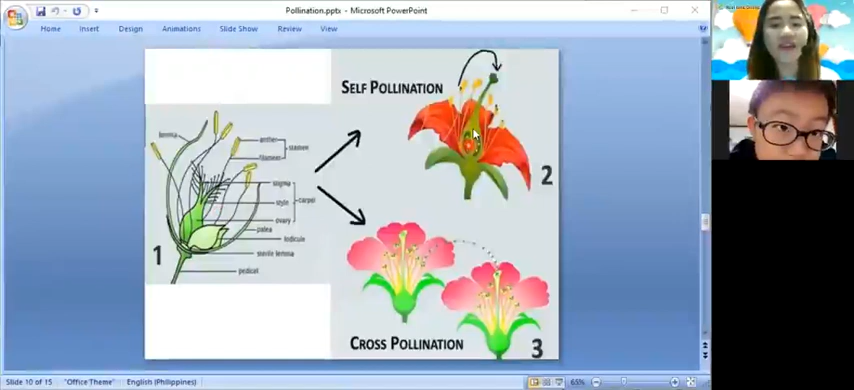 Pollination.pptx - Microsoft PowerPoint
Home Insert Design Animations Slide Show Review View
SELF POLLINATION
lemma
anther
stamen
filament
stigma
carpel
style
ovary
palea
lodicule
sterile lemma
pedical
1
2
CROSS POLLINATION
3
Slide 10 of 15 "Office Theme" English (Philippines) 65%